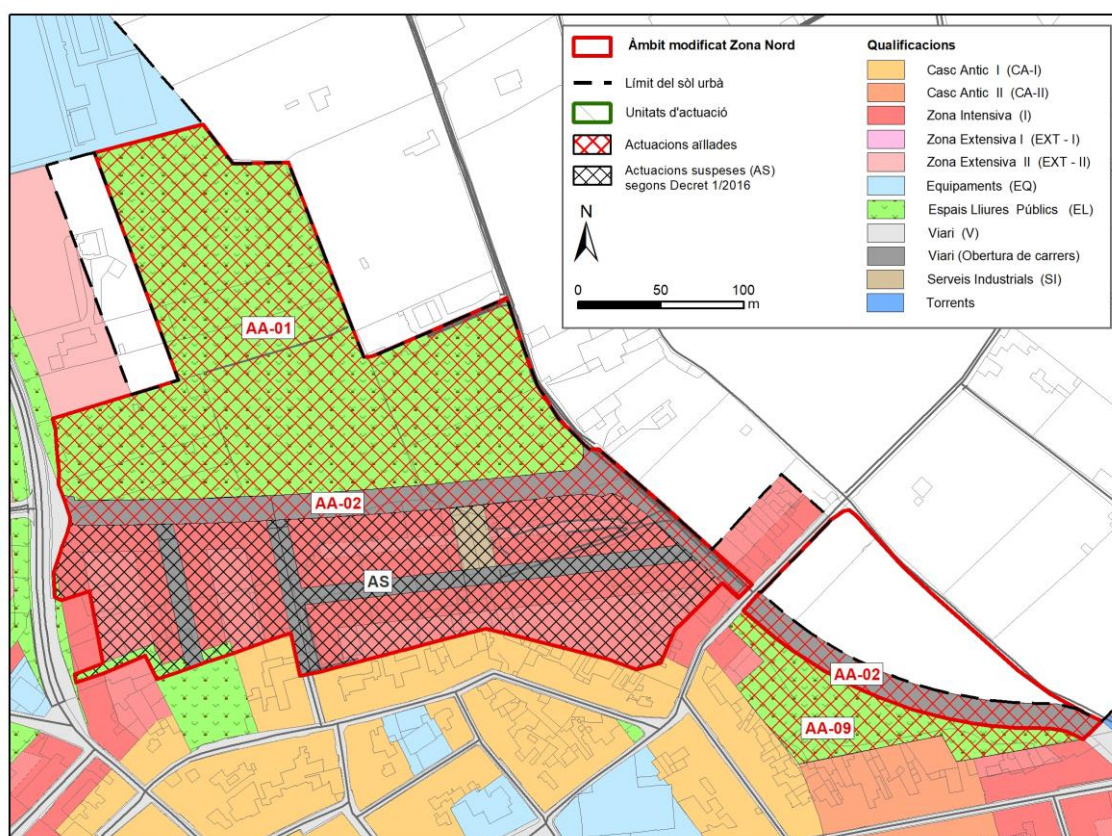 Àmbit modificat Zona Nord
Límit del sòl urbà
Unitats d'actuació
Actuacions aïllades
Actuacions suspeses (AS)
segons Decret 1/2016
N
0 50 100
m
Qualificacions
Casc Antic I (CA-I)
Casc Antic II (CA-II)
Zona Intensiva (I)
Zona Extensiva I (EXT - I)
Zona Extensiva II (EXT - II)
Equipaments (EQ)
Espais Lliures Públics (EL)
Viari (V)
Viari (Obertura de carrers)
Serveis Industrials (SI)
Torrents
AA-01
AA-02
AS
AA-02
AA-09